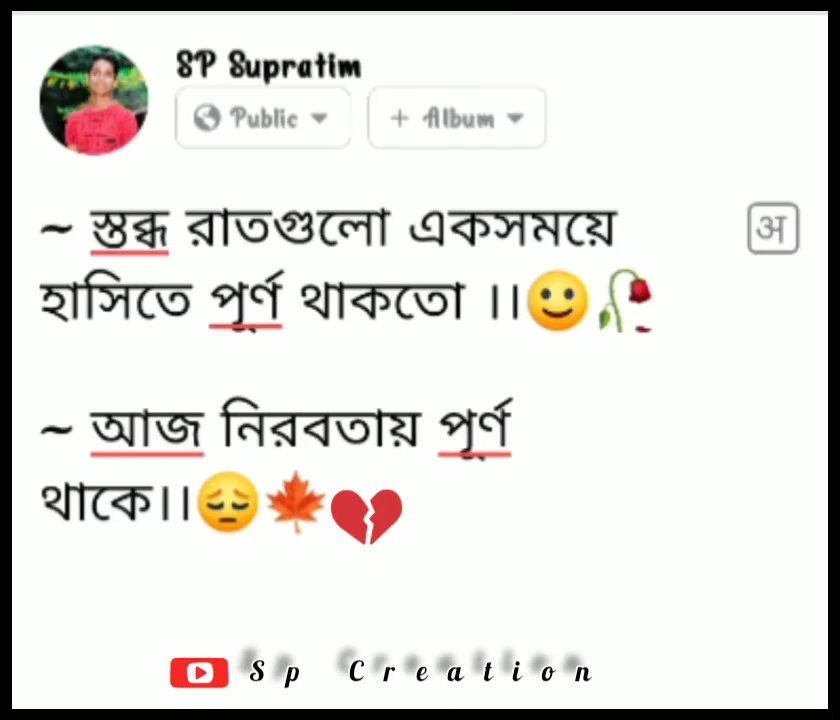 SP Supratim
Public
+ Album
~ স্তব্ধ রাতগুলো একসময়ে
अ
হাসিতে পূর্ণ থাকতো ।।🙂🥀
~ আজ নিরবতায় পূর্ণ
থাকে।।😔🍁💔
Sp Creation